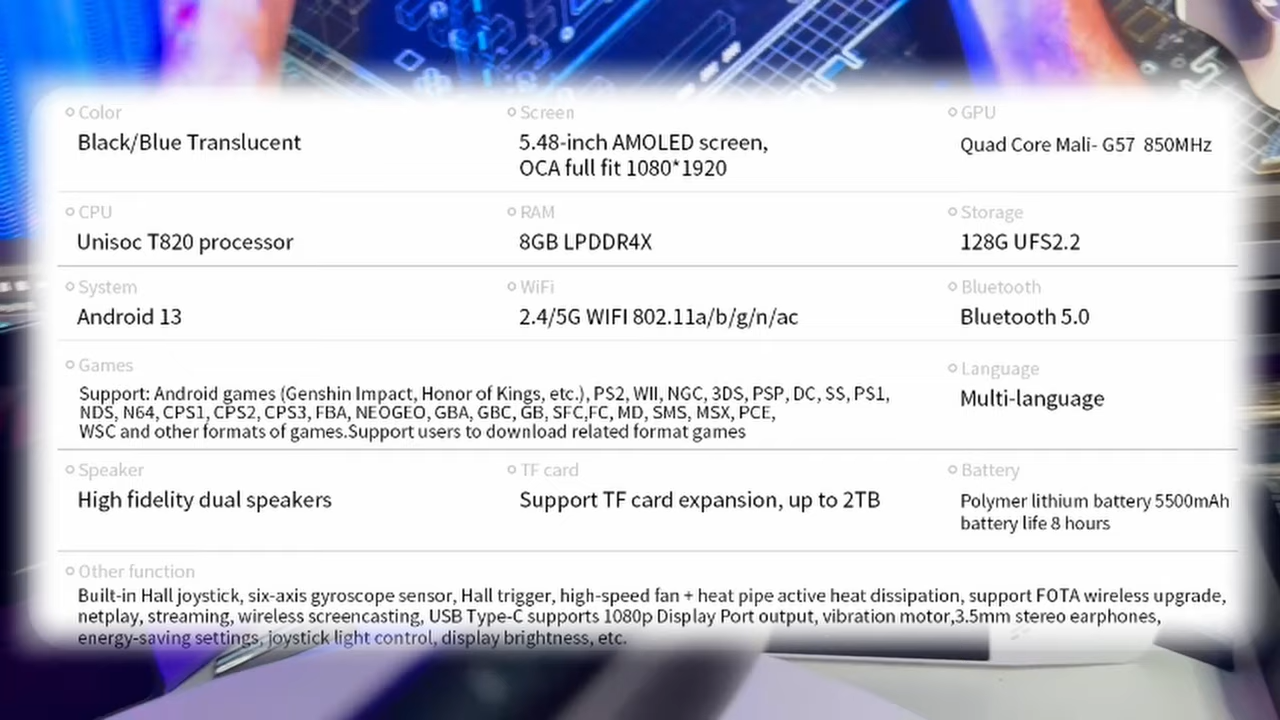 Color
Black/Blue Translucent
Screen
5.48-inch AMOLED screen,
OCA full fit 1080*1920
GPU
Quad Core Mali- G57 850MHz
CPU
Unisoc T820 processor
RAM
8GB LPDDR4X
Storage
128G UFS2.2
System
Android 13
WiFi
2.4/5G WIFI 802.11a/b/g/n/ac
Bluetooth
Bluetooth 5.0
Games
Support: Android games (Genshin Impact, Honor of Kings, etc.), PS2, WII, NGC, 3DS, PSP, DC, SS, PS1,
NDS, N64, CPS1, CPS2, CPS3, FBA, NEOGEO, GBA, GBC, GB, SFC,FC, MD, SMS, MSX, PCE,
WSC and other formats of games.Support users to download related format games
Language
Multi-language
Speaker
High fidelity dual speakers
TF card
Support TF card expansion, up to 2TB
Battery
Polymer lithium battery 5500mAh
battery life 8 hours
Other function
Built-in Hall joystick, six-axis gyroscope sensor, Hall trigger, high-speed fan + heat pipe active heat dissipation, support FOTA wireless upgrade,
netplay, streaming, wireless screencasting, USB Type-C supports 1080p Display Port output, vibration motor,3.5mm stereo earphones,
energy-saving settings, joystick light control, display brightness, etc.